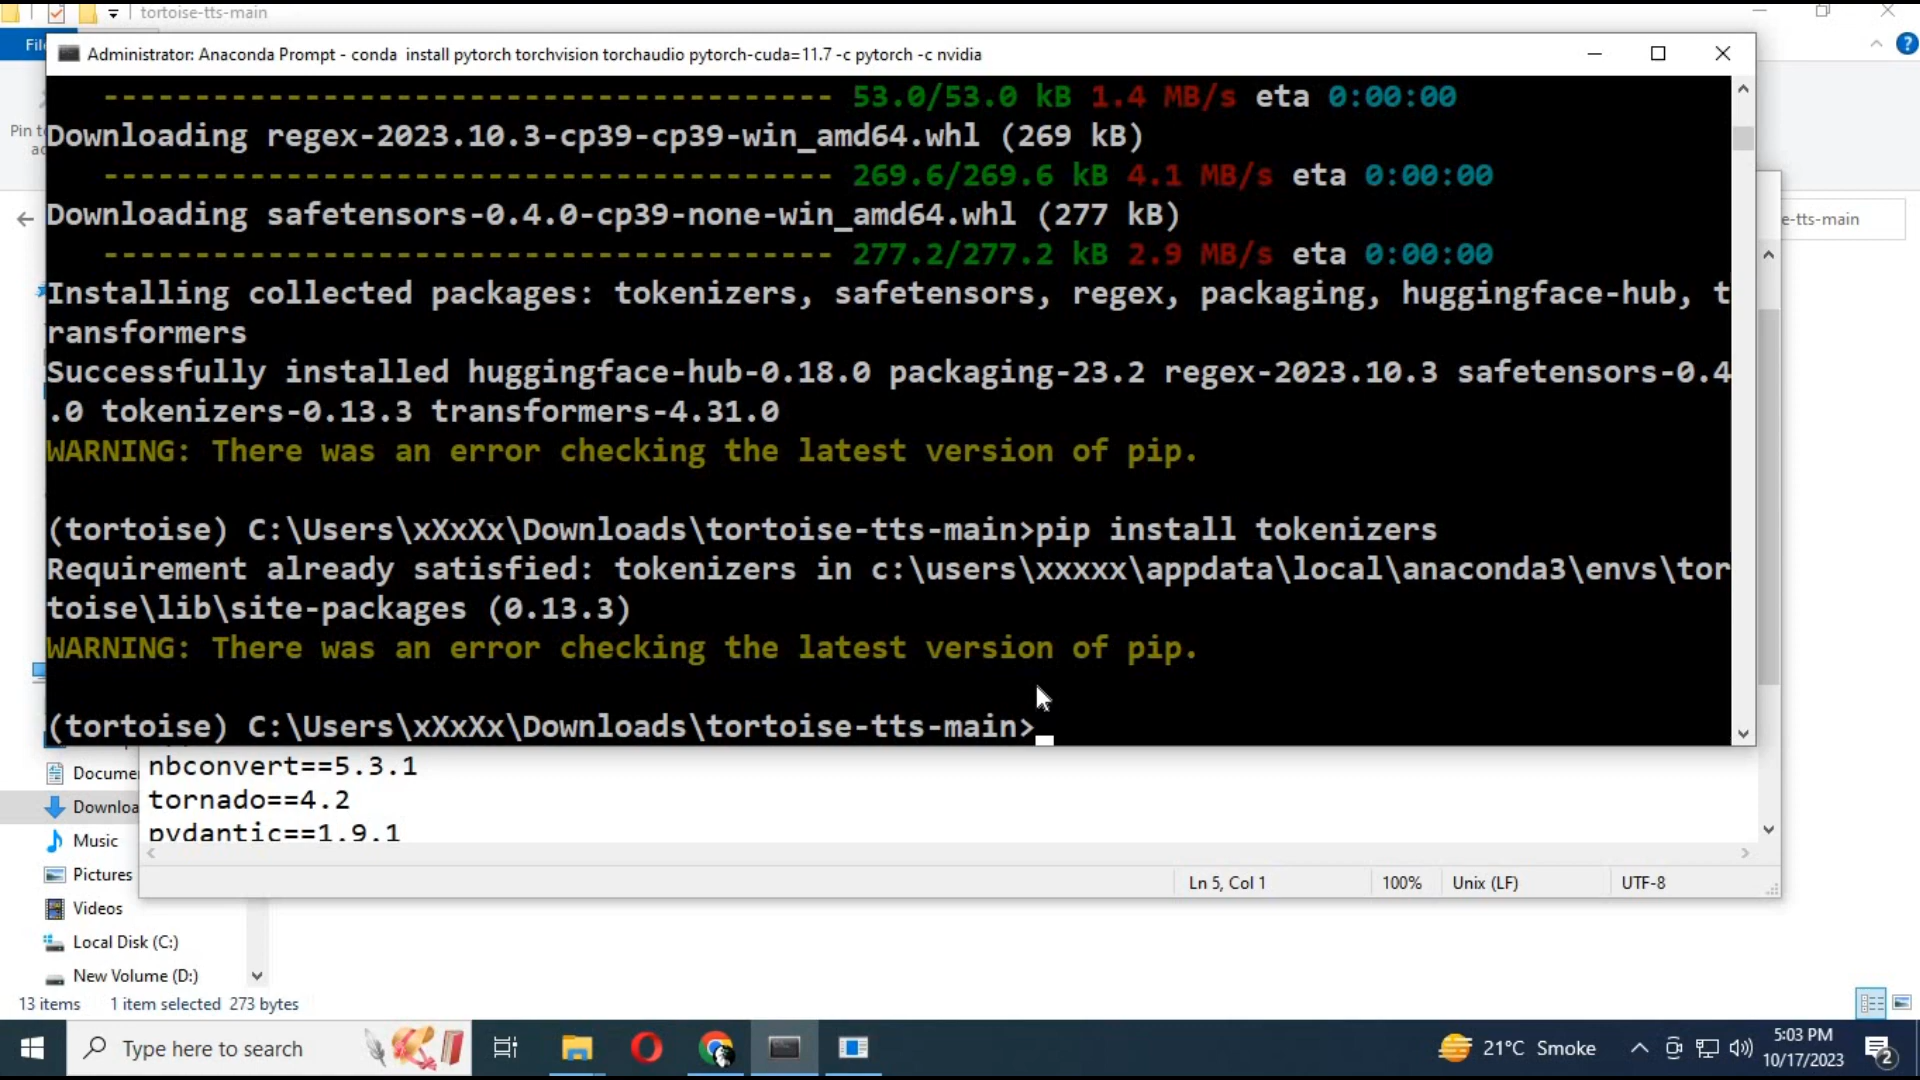 tortoise-tts-main
Administrator: Anaconda Prompt - conda  install pytorch torchvision torchaudio pytorch-cuda=11.7 -c pytorch -c nvidia
---------------------------------------- 53.0/53.0 kB 1.4 MB/s eta 0:00:00
Downloading regex-2023.10.3-cp39-cp39-win_amd64.whl (269 kB)
---------------------------------------- 269.6/269.6 kB 4.1 MB/s eta 0:00:00
Downloading safetensors-0.4.0-cp39-none-win_amd64.whl (277 kB)
---------------------------------------- 277.2/277.2 kB 2.9 MB/s eta 0:00:00
Installing collected packages: tokenizers, safetensors, regex, packaging, huggingface-hub, t
ransformers
Successfully installed huggingface-hub-0.18.0 packaging-23.2 regex-2023.10.3 safetensors-0.4
.0 tokenizers-0.13.3 transformers-4.31.0
WARNING: There was an error checking the latest version of pip.
(tortoise) C:\Users\xXxXx\Downloads\tortoise-tts-main>pip install tokenizers
Requirement already satisfied: tokenizers in c:\users\xxxxx\appdata\local\anaconda3\envs\tor
toise\lib\site-packages (0.13.3)
WARNING: There was an error checking the latest version of pip.
(tortoise) C:\Users\xXxXx\Downloads\tortoise-tts-main>
Pin to
e-tts-main
nbconvert==5.3.1
tornado==4.2
pydantic==1.9.1
Ln 5, Col 1
100%
Unix (LF)
UTF-8
Docume
Downloa
Music
Pictures
Videos
Local Disk (C:)
New Volume (D:)
13 items
1 item selected 273 bytes
Type here to search
21°C Smoke
5:03 PM
10/17/2023
2